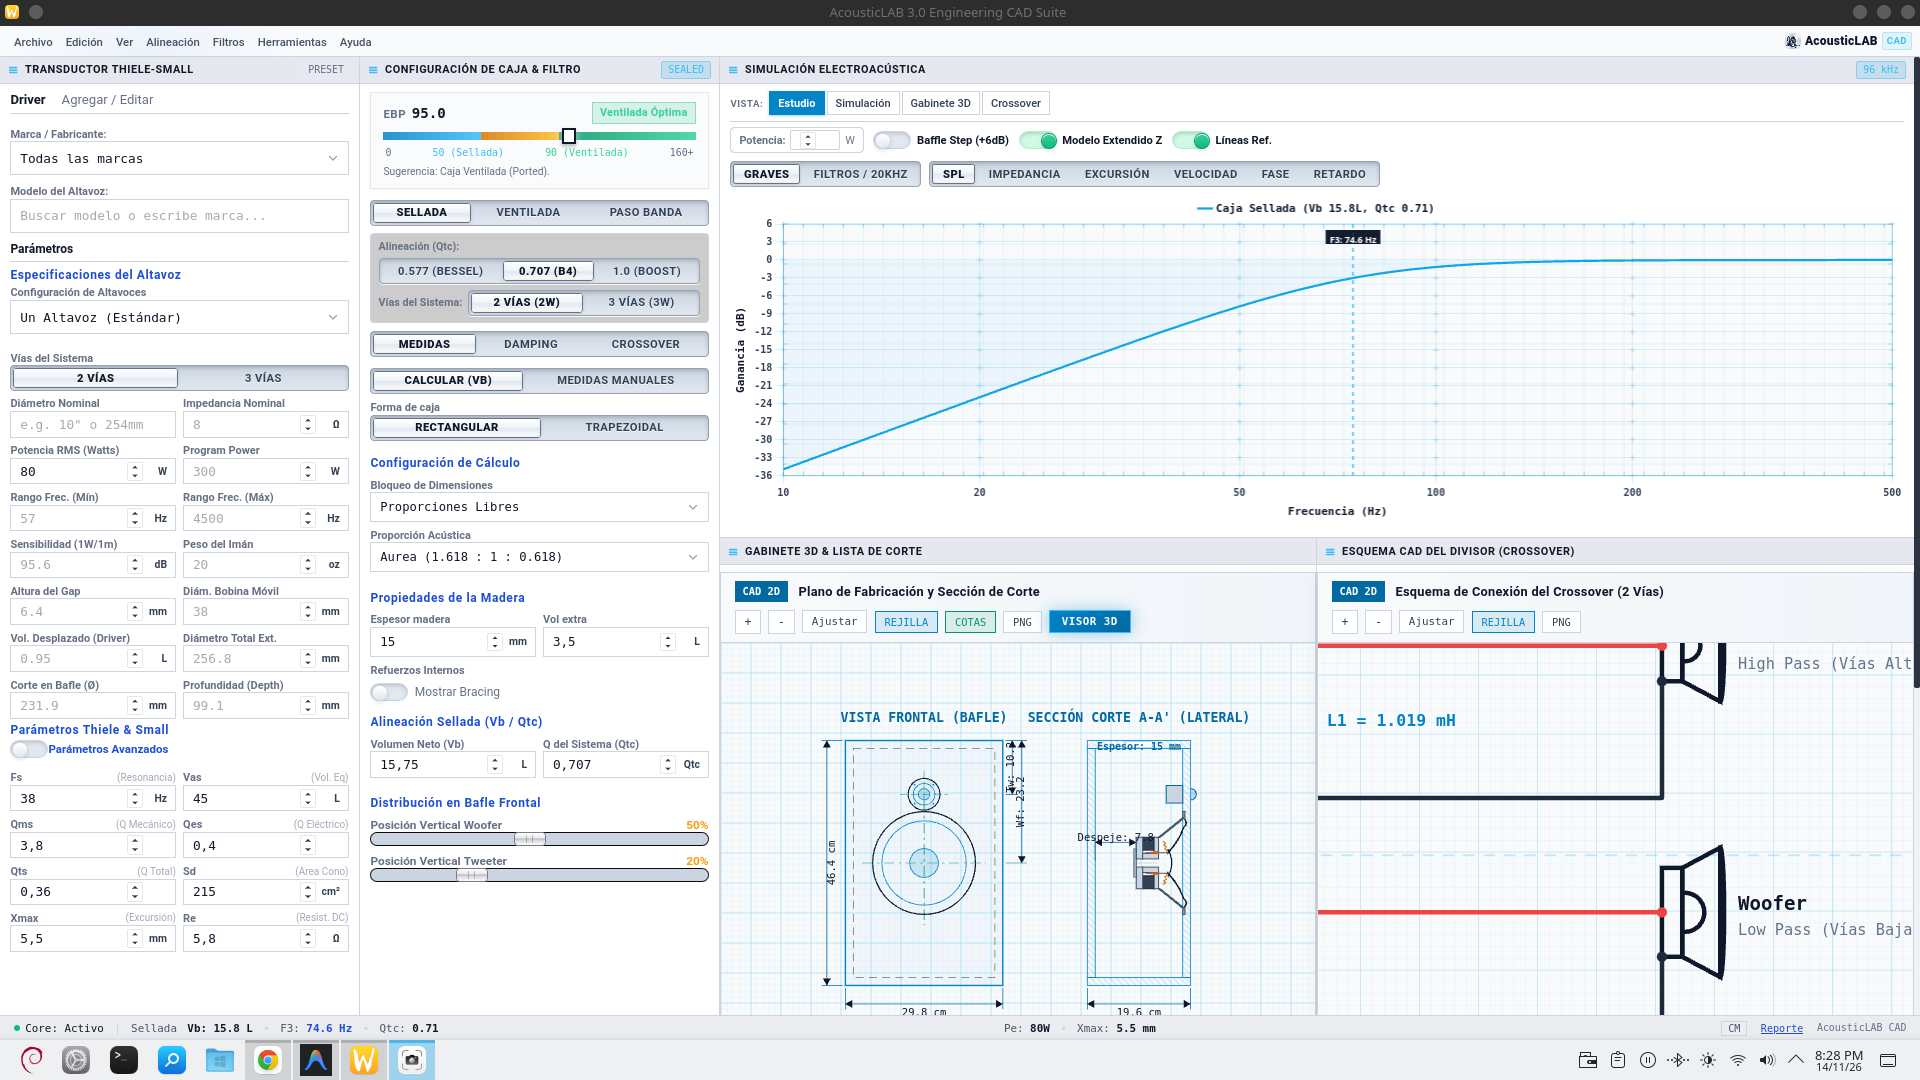 AcousticLAB 3.0 Engineering CAD Suite
Archivo Edición Ver Alineación Filtros Herramientas Ayuda
AcousticLAB CAD
TRANSDUCTOR THIELE-SMALL PRESET
Driver Agregar / Editar
Marca / Fabricante:
Todas las marcas
Modelo del Altavoz:
Buscar modelo o escribe marca...
Parámetros
Especificaciones del Altavoz
Configuración de Altavoces
Un Altavoz (Estándar)
Vías del Sistema
2 VÍAS 3 VÍAS
Diámetro Nominal Impedancia Nominal
e.g. 10" o 254mm 8 Ω
Potencia RMS (Watts) Program Power
80 W 300 W
Rango Frec. (Mín) Rango Frec. (Máx)
57 Hz 4500 Hz
Sensibilidad (1W/1m) Peso del Imán
95.6 dB 20 oz
Altura del Gap Diám. Bobina Móvil
6.4 mm 38 mm
Vol. Desplazado (Driver) Diámetro Total Ext.
0.95 L 256.8 mm
Corte en Bafle (Ø) Profundidad (Depth)
231.9 mm 99.1 mm
Parámetros Thiele & Small
Parámetros Avanzados
Fs (Resonancia) Vas (Vol. Eq)
38 Hz 45 L
Qms (Q Mecánico) Qes (Q Eléctrico)
3,8 0,4
Qts (Q Total) Sd (Área Cono)
0,36 215 cm²
Xmax (Excursión) Re (Resist. DC)
5,5 mm 5,8 Ω
CONFIGURACIÓN DE CAJA & FILTRO SEALED
EBP 95.0 Ventilada Óptima
0 50 (Sellada) 90 (Ventilada) 160+
Sugerencia: Caja Ventilada (Ported).
SELLADA VENTILADA PASO BANDA
Alineación (Qtc):
0.577 (BESSEL) 0.707 (B4) 1.0 (BOOST)
Vías del Sistema: 2 VÍAS (2W) 3 VÍAS (3W)
MEDIDAS DAMPING CROSSOVER
CALCULAR (VB) MEDIDAS MANUALES
Forma de caja
RECTANGULAR TRAPEZOIDAL
Configuración de Cálculo
Bloqueo de Dimensiones
Proporciones Libres
Proporción Acústica
Aurea (1.618 : 1 : 0.618)
Propiedades de la Madera
Espesor madera Vol extra
15 mm 3,5 L
Refuerzos Internos
Mostrar Bracing
Alineación Sellada (Vb / Qtc)
Volumen Neto (Vb) Q del Sistema (Qtc)
15,75 L 0,707 Qtc
Distribución en Bafle Frontal
Posición Vertical Woofer 50%
Posición Vertical Tweeter 20%
SIMULACIÓN ELECTROACÚSTICA 96 kHz
VISTA: Estudio Simulación Gabinete 3D Crossover
Potencia: W Baffle Step (+6dB) Modelo Extendido Z Líneas Ref.
GRAVES FILTROS / 20KHZ SPL IMPEDANCIA EXCURSIÓN VELOCIDAD FASE RETARDO
Caja Sellada (Vb 15.8L, Qtc 0.71)
F3: 74.6 Hz
6
3
0
-3
-6
-9
-12
-15
-18
-21
-24
-27
-30
-33
-36
Ganancia (dB)
10 20 50 100 200 500
Frecuencia (Hz)
GABINETE 3D & LISTA DE CORTE
CAD 2D Plano de Fabricación y Sección de Corte
+ - Ajustar REJILLA COTAS PNG VISOR 3D
VISTA FRONTAL (BAFLE) SECCIÓN CORTE A-A' (LATERAL)
Espesor: 15 mm
Wf: 23.2
Despeje: 7.8
46.4 cm
29.8 cm 19.6 cm
ESQUEMA CAD DEL DIVISOR (CROSSOVER)
CAD 2D Esquema de Conexión del Crossover (2 Vías)
+ - Ajustar REJILLA PNG
High Pass (Vías Alt
L1 = 1.019 mH
Woofer
Low Pass (Vías Baja
Core: Activo Sellada Vb: 15.8 L F3: 74.6 Hz Qtc: 0.71 Pe: 80W Xmax: 5.5 mm CM Reporte AcousticLAB CAD
8:28 PM
14/11/26